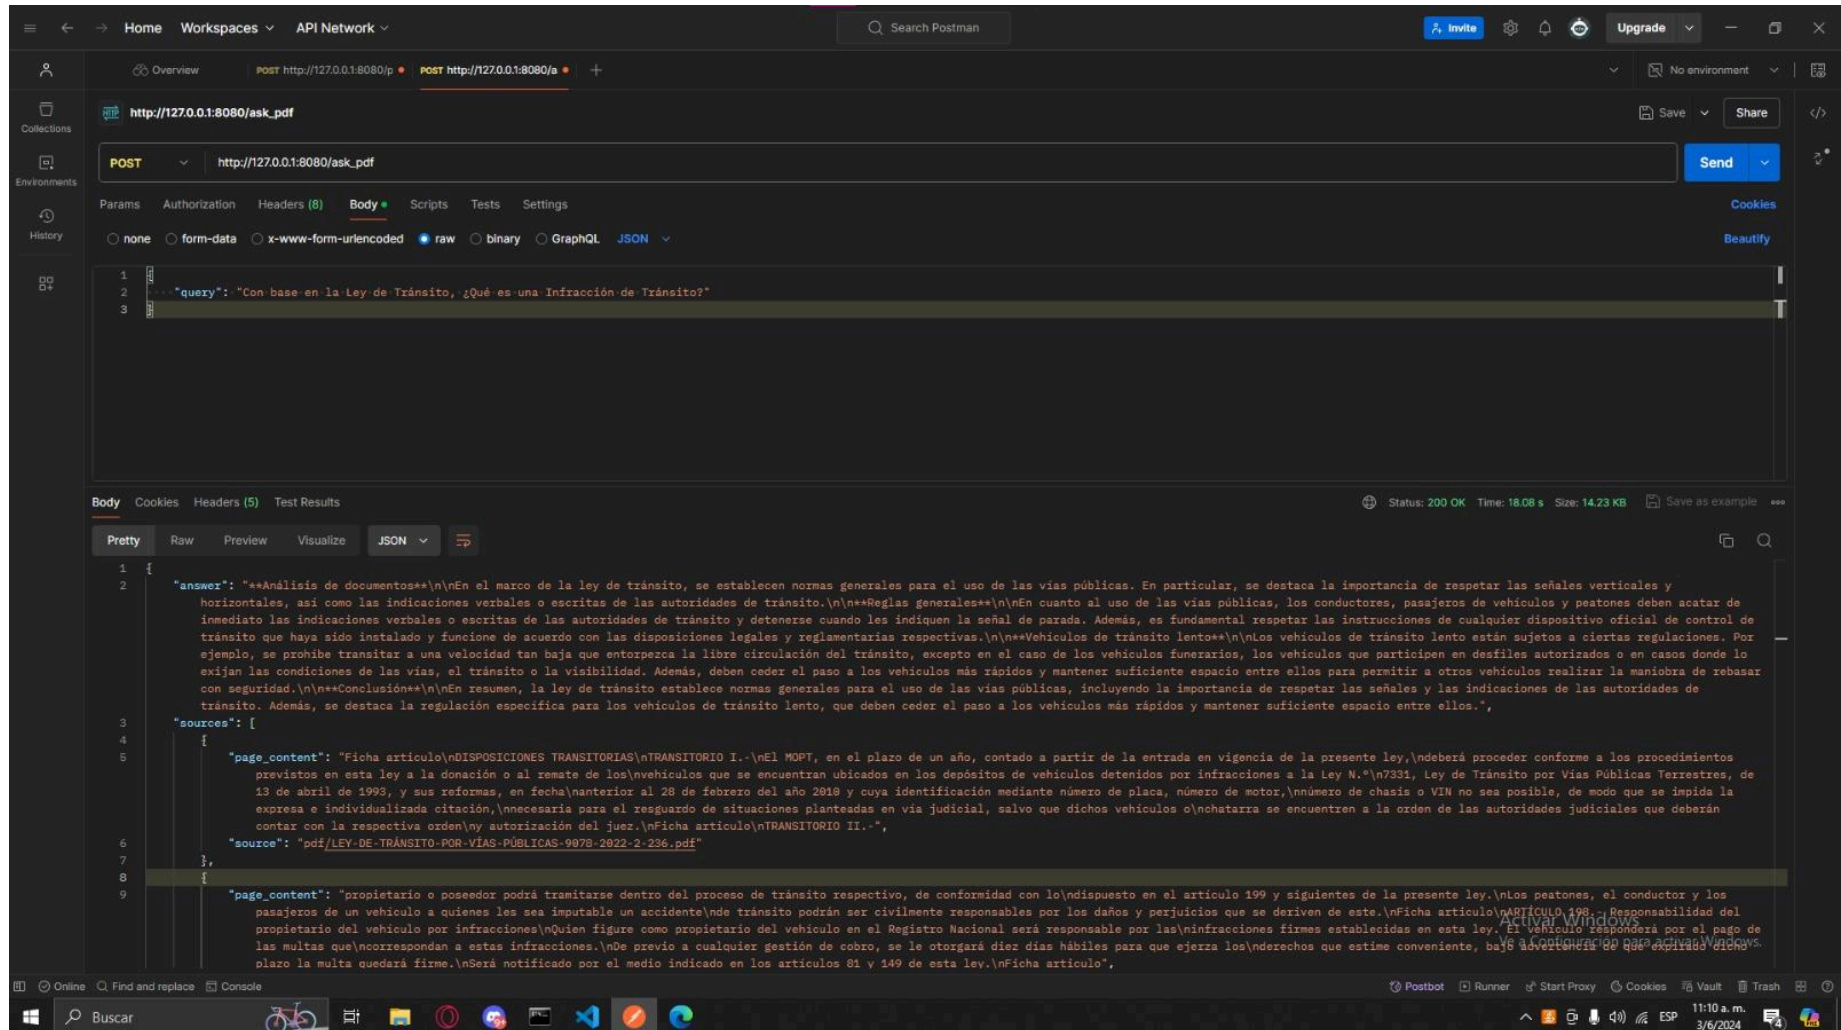 Home Workspaces API Network Search Postman Invite Upgrade
Overview POST http://127.0.0.1:8080/p POST http://127.0.0.1:8080/a No environment
HTTP http://127.0.0.1:8080/ask_pdf Save Share
Collections
POST http://127.0.0.1:8080/ask_pdf Send
Environments
Params Authorization Headers (8) Body Scripts Tests Settings Cookies
History
none form-data x-www-form-urlencoded raw binary GraphQL JSON Beautify
1 {
2 "query": "Con base en la Ley de Tránsito, ¿Qué es una Infracción de Tránsito?"
3 }
Body Cookies Headers (5) Test Results Status: 200 OK Time: 18.08 s Size: 14.23 KB Save as example
Pretty Raw Preview Visualize JSON
1 {
2 "answer": "**Análisis de documentos**\n\nEn el marco de la ley de tránsito, se establecen normas generales para el uso de las vías públicas. En particular, se destaca la importancia de respetar las señales verticales y
horizontales, así como las indicaciones verbales o escritas de las autoridades de tránsito.\n\n**Reglas generales**\n\nEn cuanto al uso de las vías públicas, los conductores, pasajeros de vehículos y peatones deben acatar de
inmediato las indicaciones verbales o escritas de las autoridades de tránsito y detenerse cuando les indiquen la señal de parada. Además, es fundamental respetar las instrucciones de cualquier dispositivo oficial de control de
tránsito que haya sido instalado y funcione de acuerdo con las disposiciones legales y reglamentarias respectivas.\n\n**Vehículos de tránsito lento**\n\nLos vehículos de tránsito lento están sujetos a ciertas regulaciones. Por
ejemplo, se prohíbe transitar a una velocidad tan baja que entorpezca la libre circulación del tránsito, excepto en el caso de los vehículos funerarios, los vehículos que participen en desfiles autorizados o en casos donde lo
exijan las condiciones de las vías, el tránsito o la visibilidad. Además, deben ceder el paso a los vehículos más rápidos y mantener suficiente espacio entre ellos para permitir a otros vehículos realizar la maniobra de rebasar
con seguridad.\n\n**Conclusión**\n\nEn resumen, la ley de tránsito establece normas generales para el uso de las vías públicas, incluyendo la importancia de respetar las señales y las indicaciones de las autoridades de
tránsito. Además, se destaca la regulación específica para los vehículos de tránsito lento, que deben ceder el paso a los vehículos más rápidos y mantener suficiente espacio entre ellos.",
3 "sources": [
4 {
5 "page_content": "Ficha articulo\nDISPOSICIONES TRANSITORIAS\nTRANSITORIO I.-\nEl MOPT, en el plazo de un año, contado a partir de la entrada en vigencia de la presente ley,\ndeberá proceder conforme a los procedimientos
previstos en esta ley a la donación o al remate de los\nvehículos que se encuentran ubicados en los depósitos de vehículos detenidos por infracciones a la Ley N.º\n7331, Ley de Tránsito por Vías Públicas Terrestres, de
13 de abril de 1993, y sus reformas, en fecha\nanterior al 28 de febrero del año 2010 y cuya identificación mediante número de placa, número de motor,\nnúmero de chasis o VIN no sea posible, de modo que se impida la
expresa e individualizada citación,\nnecesaria para el resguardo de situaciones planteadas en vía judicial, salvo que dichos vehículos o\nchatarra se encuentren a la orden de las autoridades judiciales que deberán
contar con la respectiva orden\ny autorización del juez.\nFicha articulo\nTRANSITORIO II.-",
6 "source": "pdf/LEY-DE-TRÁNSITO-POR-VÍAS-PÚBLICAS-9078-2022-2-236.pdf"
7 },
8 {
9 "page_content": "propietario o poseedor podrá tramitarse dentro del proceso de tránsito respectivo, de conformidad con lo\ndispuesto en el artículo 199 y siguientes de la presente ley.\nLos peatones, el conductor y los
pasajeros de un vehículo a quienes les sea imputable un accidente\nde tránsito podrán ser civilmente responsables por los daños y perjuicios que se deriven de este.\nFicha articulo\nARTÍCULO 198.- Responsabilidad del
propietario del vehículo por infracciones\nQuien figure como propietario del vehículo en el Registro Nacional será responsable por las\ninfracciones firmes establecidas en esta ley. El vehículo responderá por el pago de
las multas que\ncorrespondan a estas infracciones.\nDe previo a cualquier gestión de cobro, se le otorgará diez días hábiles para que ejerza los\nderechos que estime conveniente, bajo advertencia de que expirado dicho
plazo la multa quedará firme.\nSerá notificado por el medio indicado en los artículos 81 y 149 de esta ley.\nFicha articulo",
Activar Windows
Ve a Configuración para activar Windows.
Online Find and replace Console Postbot Runner Start Proxy Cookies Vault Trash
Buscar ESP 11:10 a. m.
3/6/2024